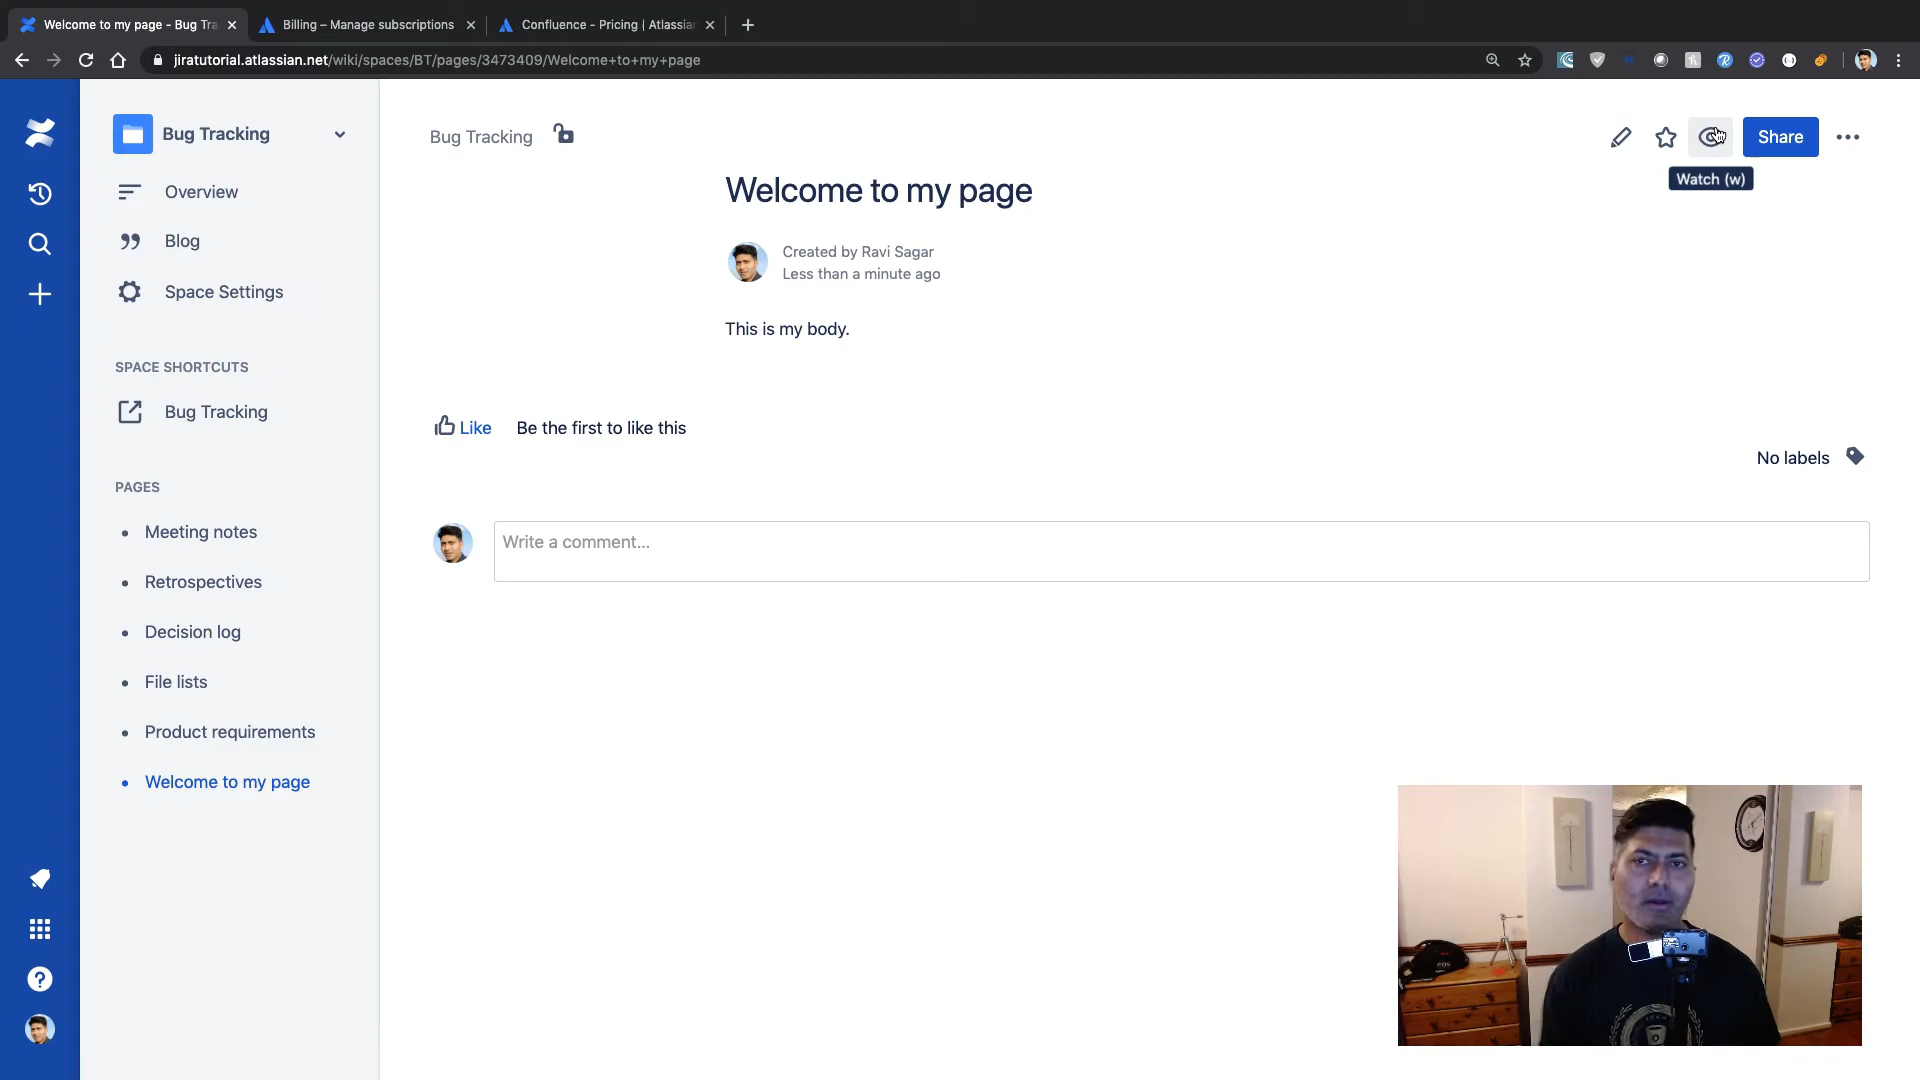 Welcome to my page - Bug Tra
Billing – Manage subscriptions
Confluence - Pricing | Atlassian
jiratutorial.atlassian.net/wiki/spaces/BT/pages/3473409/Welcome+to+my+page
Bug Tracking
Overview
Blog
Space Settings
SPACE SHORTCUTS
Bug Tracking
PAGES
Meeting notes
Retrospectives
Decision log
File lists
Product requirements
Welcome to my page
Bug Tracking
Share
Watch (w)
Welcome to my page
Created by Ravi Sagar
Less than a minute ago
This is my body.
Like Be the first to like this
No labels
Write a comment...